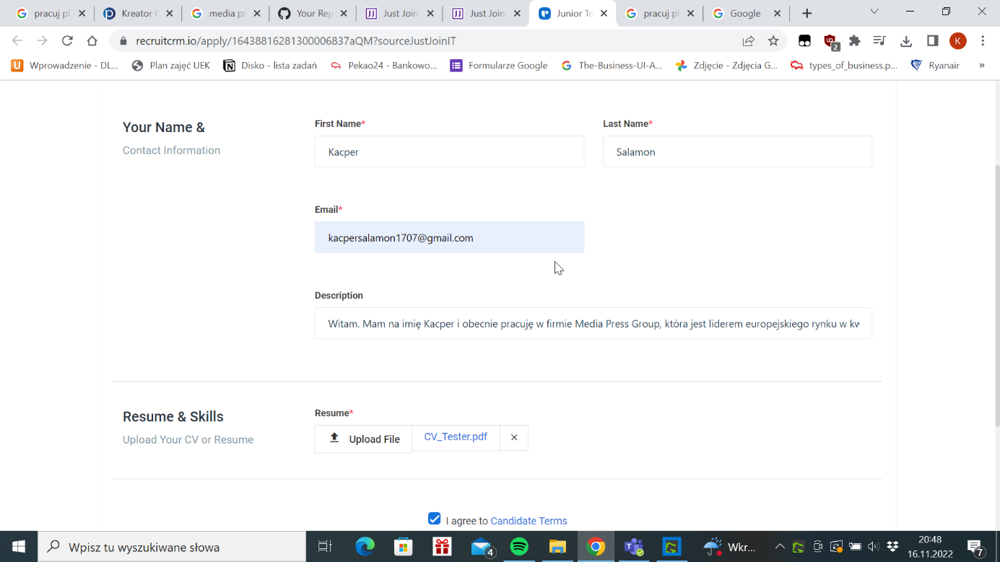 pracuj pl
Kreator C
media pr
Your Rep
Just Join
Just Join
Junior Te
pracuj pl
Google
recruitcrm.io/apply/16438816281300006837aQM?sourceJustJoinIT
2
K
Wprowadzenie - DL...
Plan zajęć UEK
Disko - lista zadań
Pekao24 - Bankowo...
Formularze Google
The-Business-UI-A...
Zdjęcie - Zdjęcia G...
types_of_business.p...
Ryanair
»
Your Name &
Contact Information
First Name*
Last Name*
Kacper
Salamon
Email*
kacpersalamon1707@gmail.com
Description
Witam. Mam na imię Kacper i obecnie pracuję w firmie Media Press Group, która jest liderem europejskiego rynku w kw
Resume & Skills
Upload Your CV or Resume
Resume*
Upload File
CV_Tester.pdf
I agree to Candidate Terms
Wpisz tu wyszukiwane słowa
4
Wkr...
20:48
16.11.2022
7